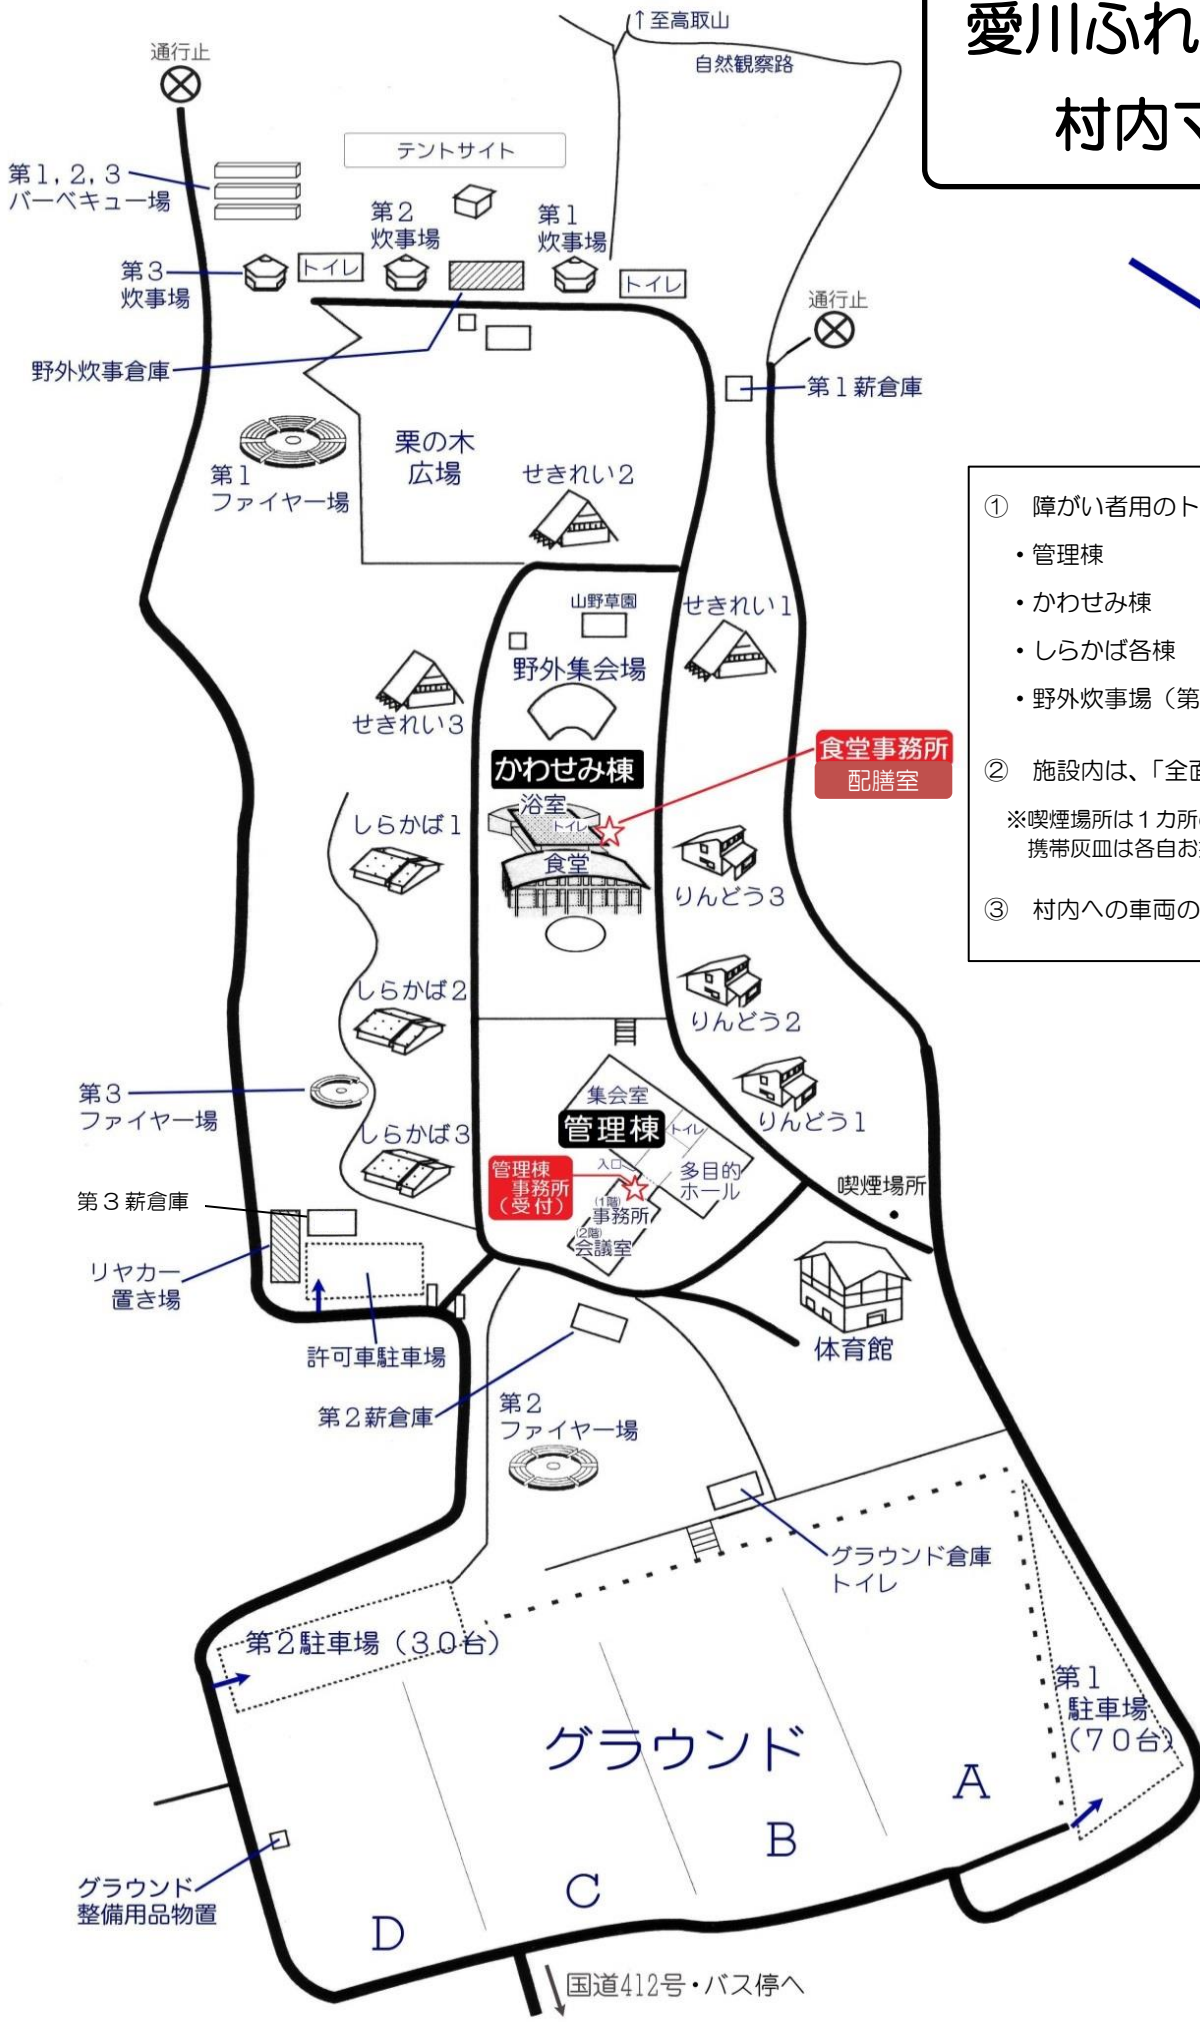 愛川ふれ
村内マ
↑至高取山
自然観察路
通行止
テントサイト
第1,2,3
バーベキュー場
第2
炊事場
第1
炊事場
トイレ
トイレ
第3
炊事場
通行止
野外炊事倉庫
第1薪倉庫
栗の木
広場
せきれい2
第1
ファイヤー場
① 障がい者用のト
・管理棟
・かわせみ棟
・しらかば各棟
・野外炊事場（第
② 施設内は、「全面
※喫煙場所は1カ所
携帯灰皿は各自お
③ 村内への車両の
山野草園
せきれい1
野外集会場
せきれい3
かわせみ棟
食堂事務所
配膳室
浴室
トイレ
食堂
しらかば1
りんどう3
しらかば2
りんどう2
第3
ファイヤー場
集会室
管理棟
トイレ
りんどう1
しらかば3
入口
多目的
ホール
管理棟
事務所
（受付）
(1階)
事務所
(2階)
会議室
喫煙場所
第3薪倉庫
リヤカー
置き場
許可車駐車場
体育館
第2薪倉庫
第2
ファイヤー場
グラウンド倉庫
トイレ
第2駐車場（30台）
第1
駐車場
（70台）
グラウンド
A
B
C
D
グラウンド
整備用品物置
国道412号・バス停へ